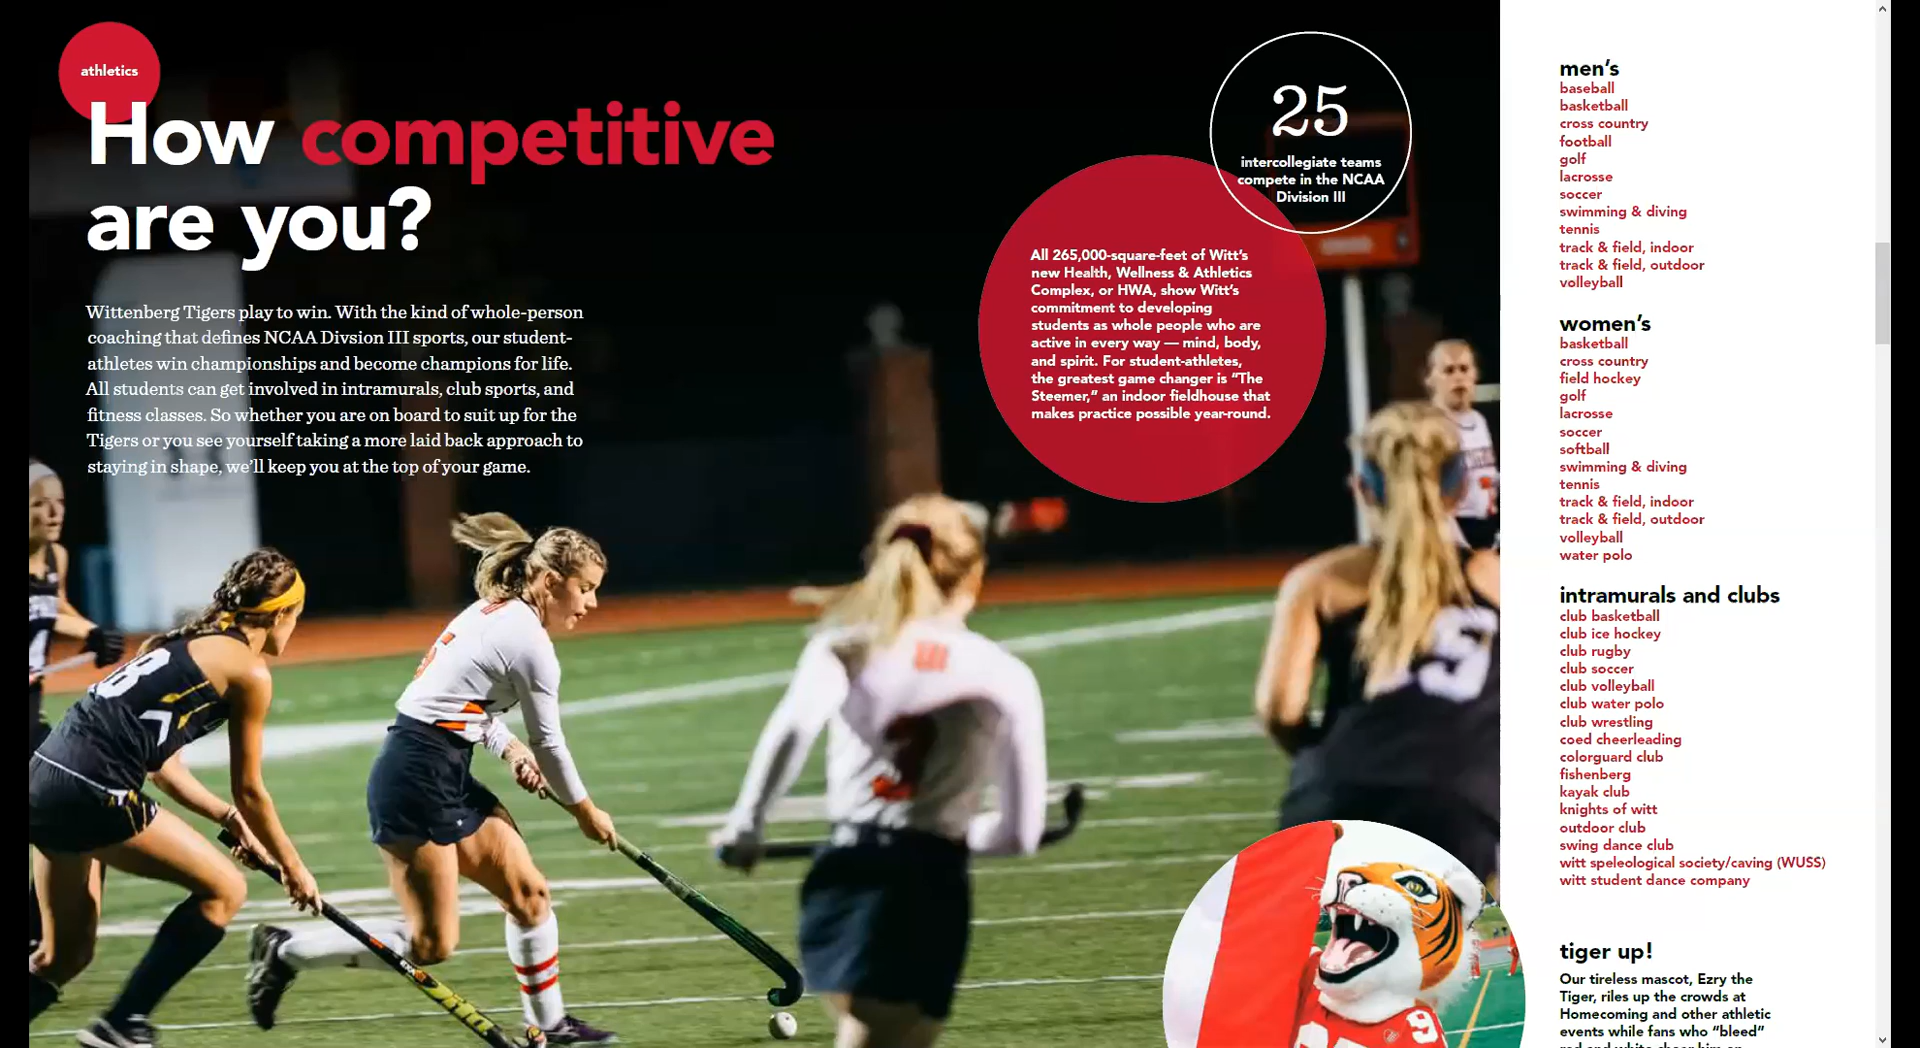 athletics
How competitive
are you?
Wittenberg Tigers play to win. With the kind of whole-person
coaching that defines NCAA Divsion III sports, our student-
athletes win championships and become champions for life.
All students can get involved in intramurals, club sports, and
fitness classes. So whether you are on board to suit up for the
Tigers or you see yourself taking a more laid back approach to
staying in shape, we’ll keep you at the top of your game.
25
intercollegiate teams
compete in the NCAA
Division III
All 265,000-square-feet of Witt’s
new Health, Wellness & Athletics
Complex, or HWA, show Witt’s
commitment to developing
students as whole people who are
active in every way — mind, body,
and spirit. For student-athletes,
the greatest game changer is “The
Steemer,” an indoor fieldhouse that
makes practice possible year-round.
men’s
baseball
basketball
cross country
football
golf
lacrosse
soccer
swimming & diving
tennis
track & field, indoor
track & field, outdoor
volleyball
women’s
basketball
cross country
field hockey
golf
lacrosse
soccer
softball
swimming & diving
tennis
track & field, indoor
track & field, outdoor
volleyball
water polo
intramurals and clubs
club basketball
club ice hockey
club rugby
club soccer
club volleyball
club water polo
club wrestling
coed cheerleading
colorguard club
fishenberg
kayak club
knights of witt
outdoor club
swing dance club
witt speleological society/caving (WUSS)
witt student dance company
tiger up!
Our tireless mascot, Ezry the
Tiger, riles up the crowds at
Homecoming and other athletic
events while fans who “bleed”
red and white cheer him on